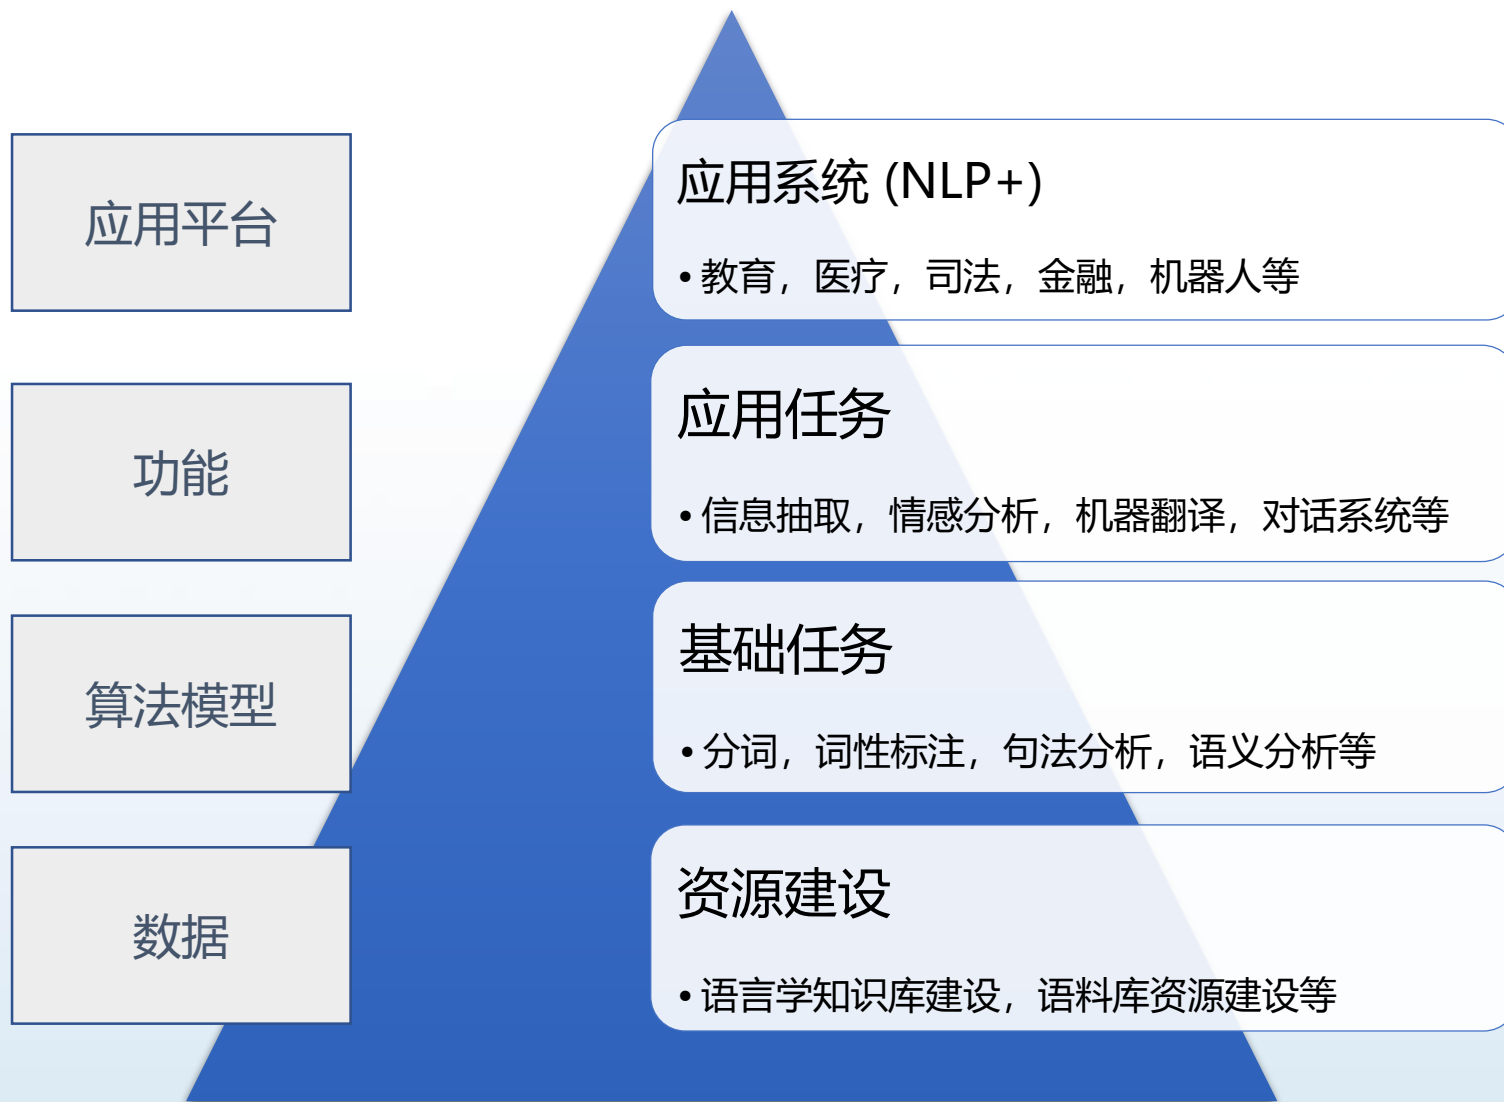 应用平台
应用系统 (NLP+)
• 教育，医疗，司法，金融，机器人等
功能
应用任务
• 信息抽取，情感分析，机器翻译，对话系统等
算法模型
基础任务
• 分词，词性标注，句法分析，语义分析等
数据
资源建设
• 语言学知识库建设，语料库资源建设等